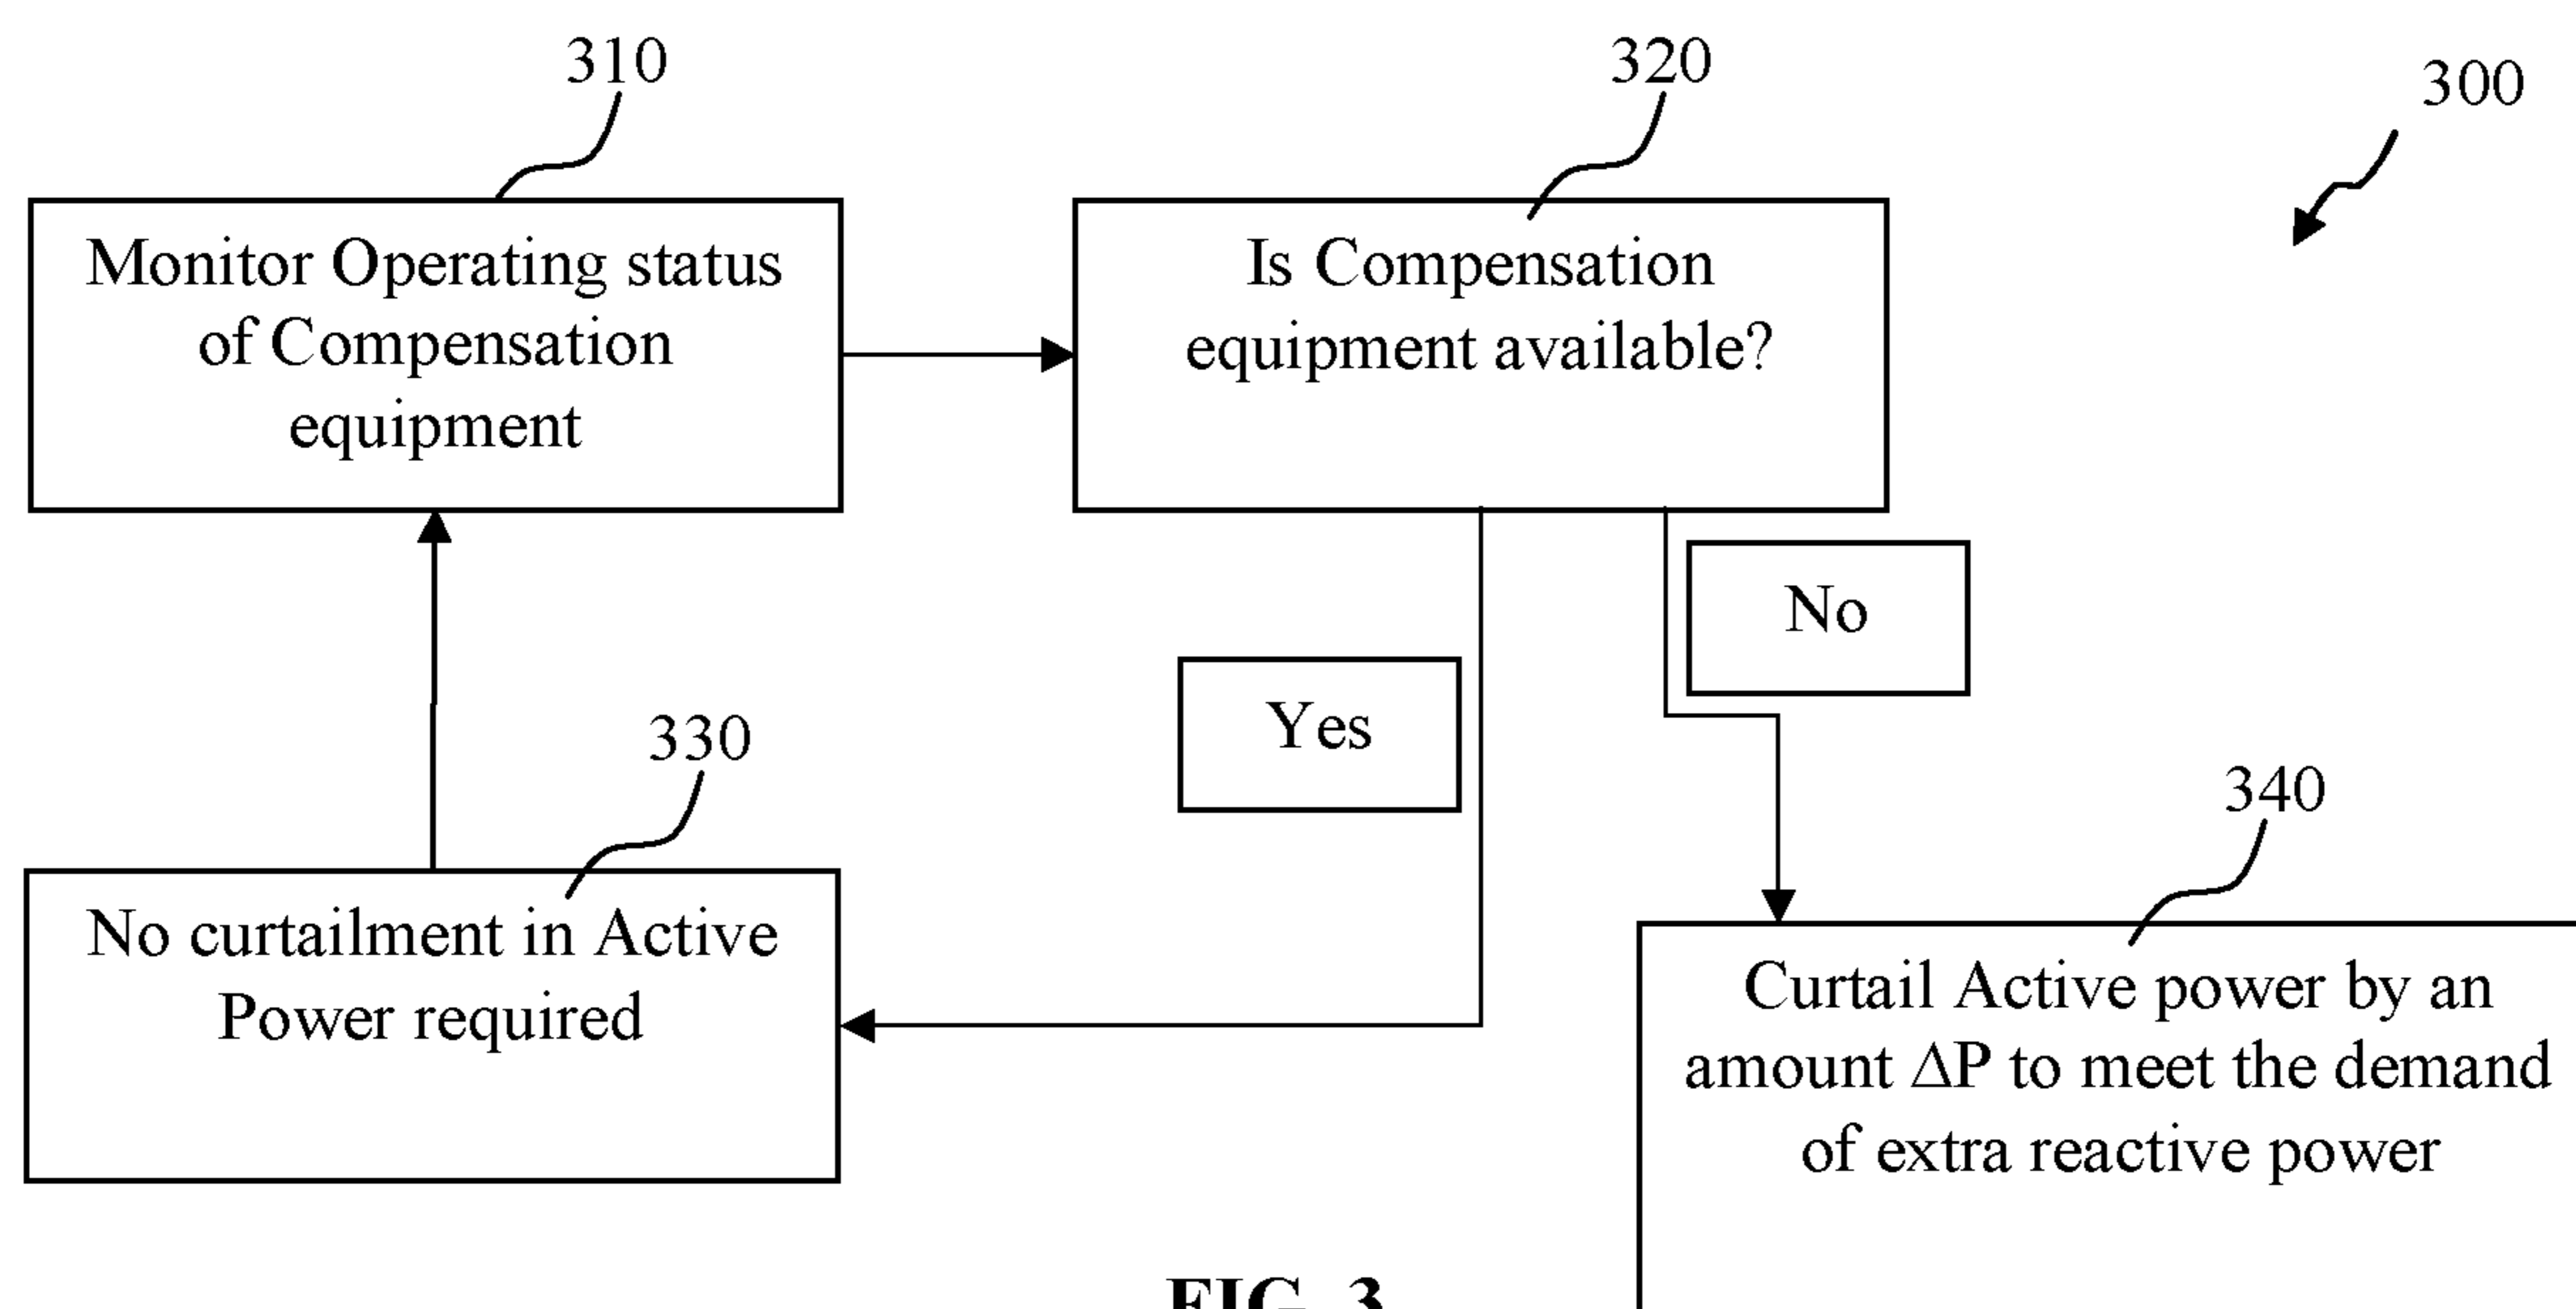 310
320
300
Monitor Operating status
of Compensation
equipment
Is Compensation
equipment available?
No
Yes
330
340
No curtailment in Active
Power required
Curtail Active power by an
amount ΔP to meet the demand
of extra reactive power
FIG. 3